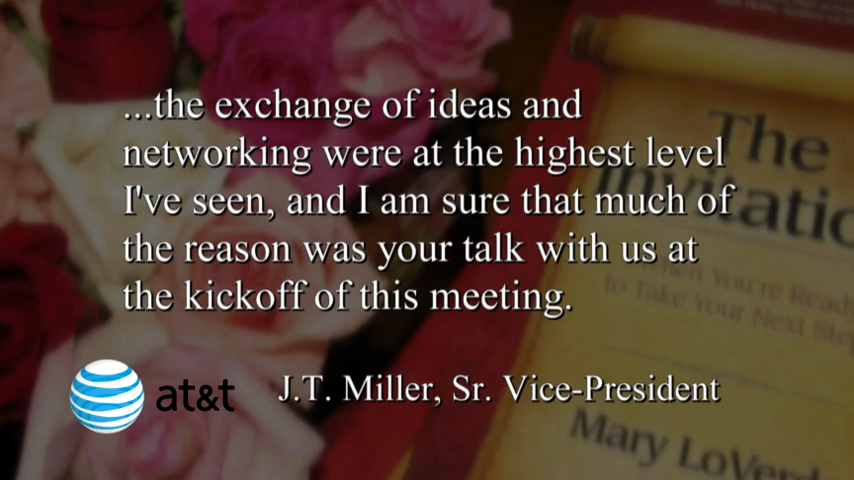 ...the exchange of ideas and
networking were at the highest level
I've seen, and I am sure that much of
the reason was your talk with us at
the kickoff of this meeting.
at&t
J.T. Miller, Sr. Vice-President
The
Invitatio
When You're Ready
to Take Your Next Step
Mary LoVerd